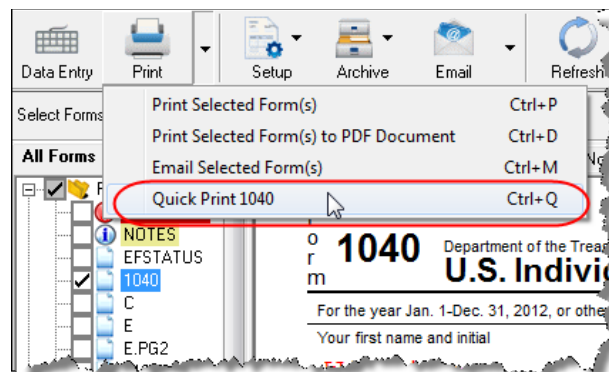 Data Entry Print Setup Archive Email Refresh
Select Forms
Print Selected Form(s) Ctrl+P
Print Selected Form(s) to PDF Document Ctrl+D
Email Selected Form(s) Ctrl+M
Quick Print 1040 Ctrl+Q
All Forms
NOTES
EFSTATUS
1040
C
E
E.PG2
o
r
m
1040
Department of the Treas
U.S. Individ
For the year Jan. 1-Dec. 31, 2012, or othe
Your first name and initial